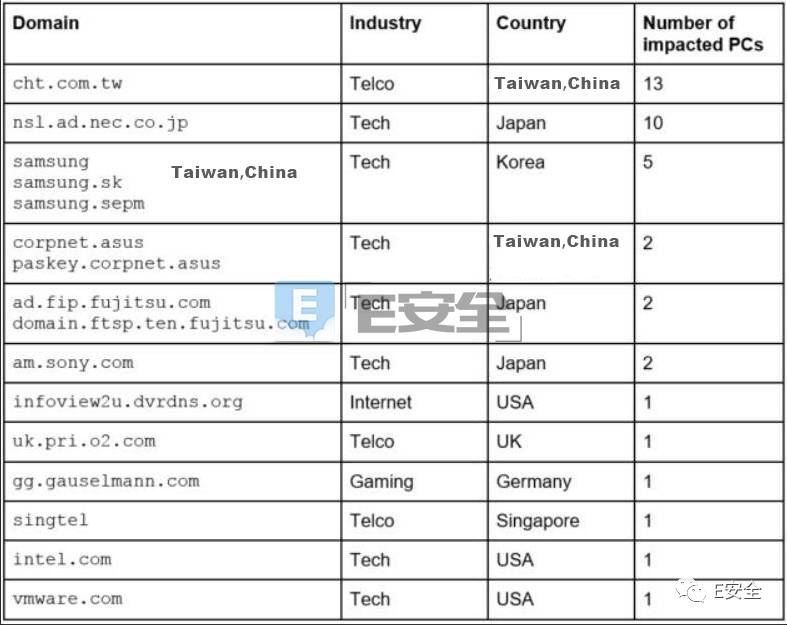 Domain Industry Country Number of
impacted PCs
cht.com.tw Telco Taiwan,China 13
nsl.ad.nec.co.jp Tech Japan 10
samsung Taiwan,China Tech Korea 5
samsung.sk
samsung.sepm
corpnet.asus Tech Taiwan,China 2
paskey.corpnet.asus
ad.fip.fujitsu.com Tech Japan 2
domain.ftsp.ten.fujitsu.com
E E安全
am.sony.com Tech Japan 2
infoview2u.dvrdns.org Internet USA 1
uk.pri.o2.com Telco UK 1
gg.gauselmann.com Gaming Germany 1
singtel Telco Singapore 1
intel.com Tech USA 1
vmware.com Tech USA 1
E安全